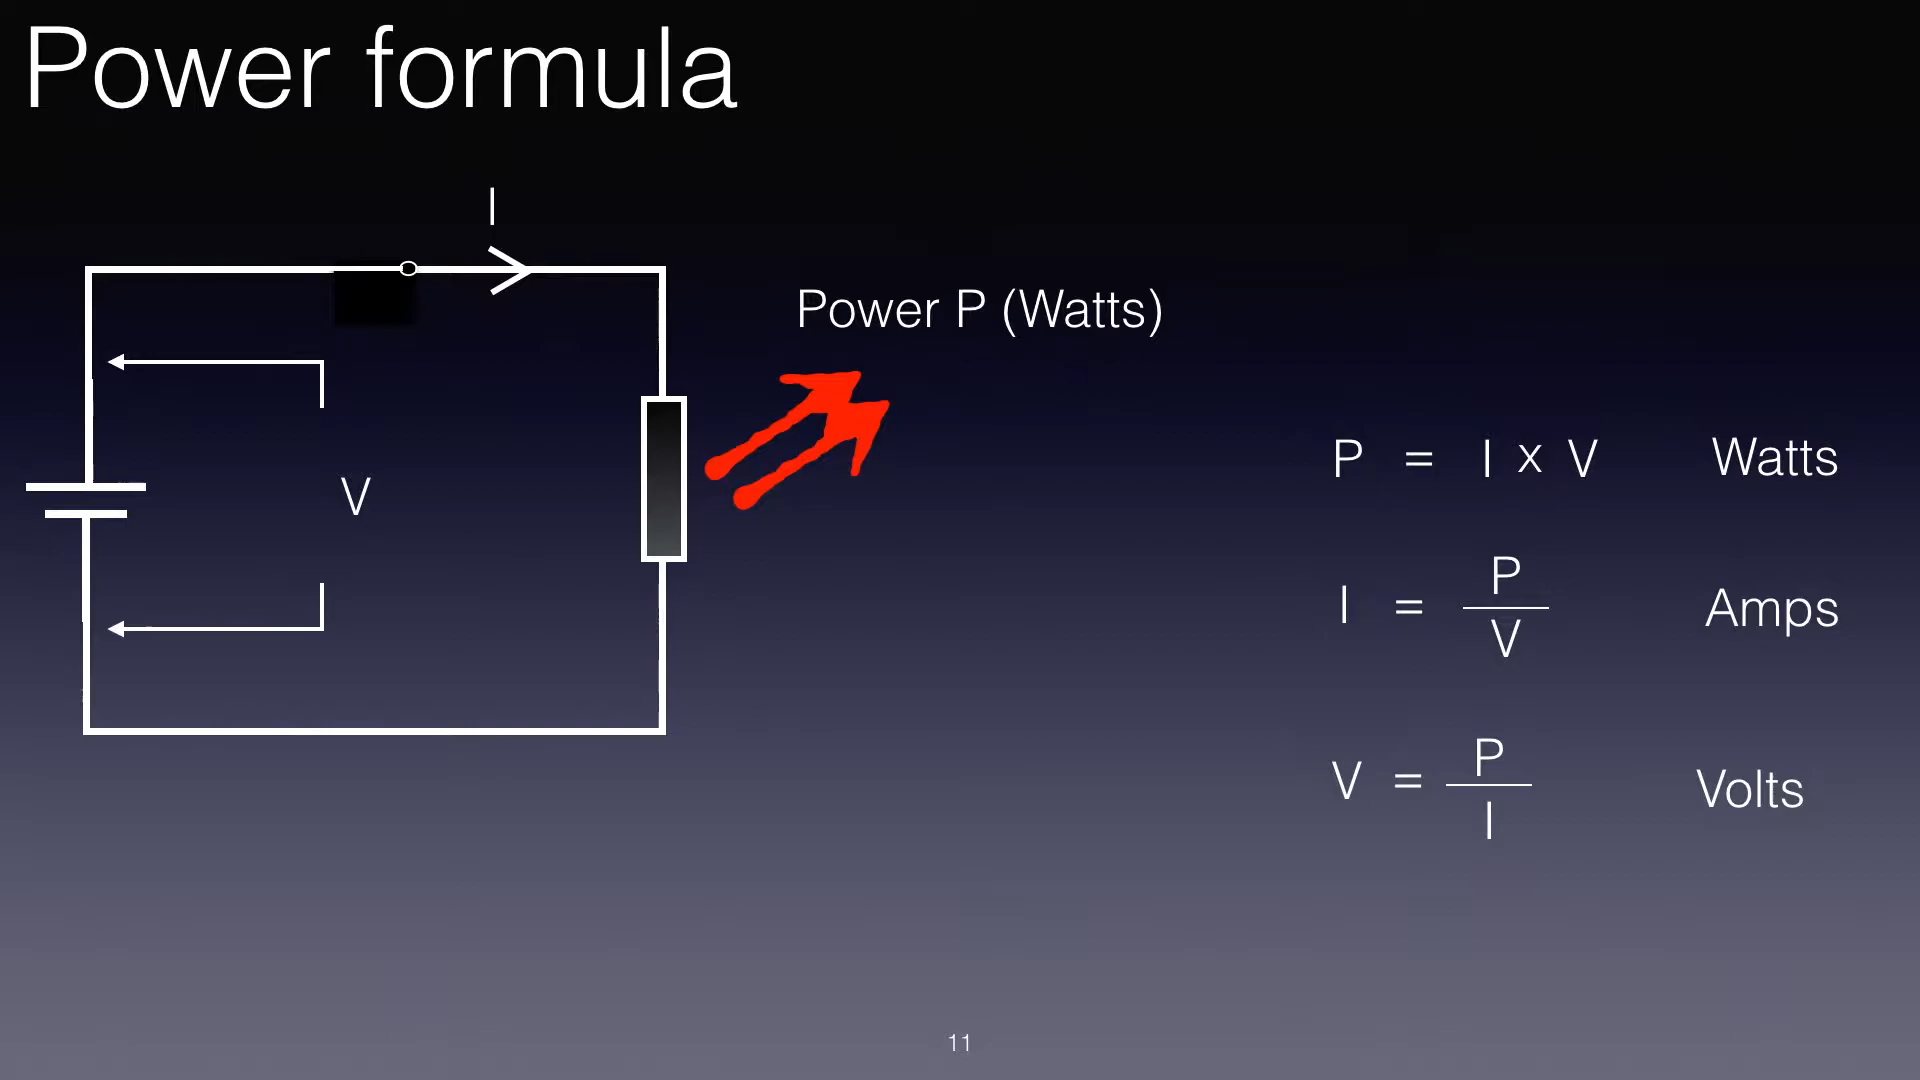 Power formula
I
Power P (Watts)
V
P = I x V Watts
I = P / V Amps
V = P / I Volts
11